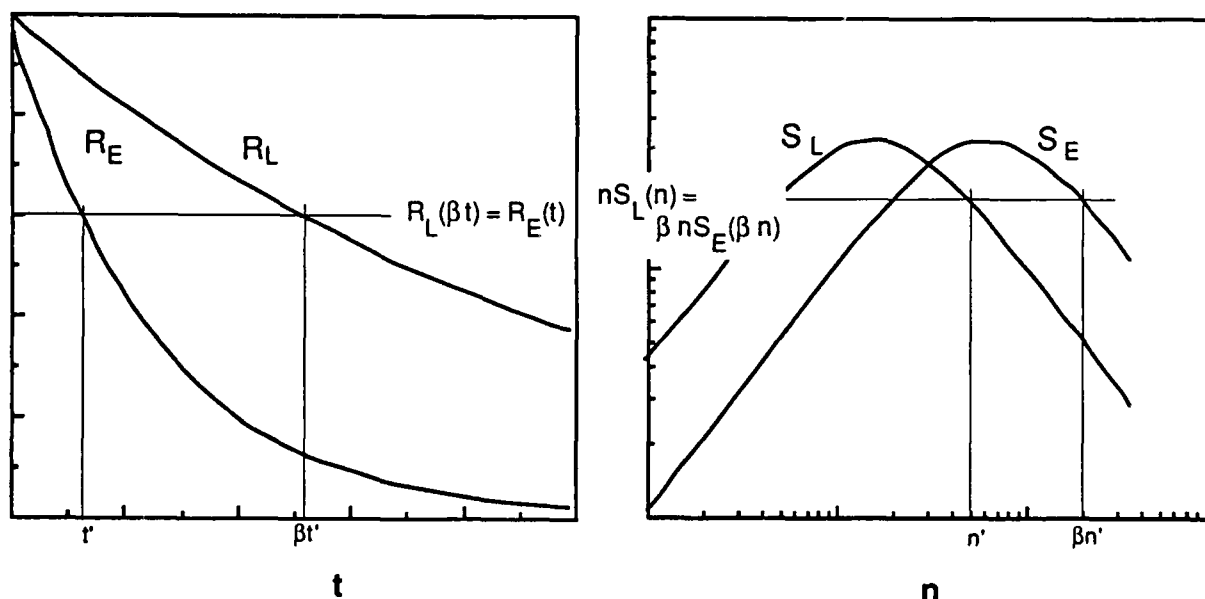 R_E
R_L
R_L(βt) = R_E(t)
t'
βt'
t
S_L
S_E
nS_L(n) =
βnS_E(βn)
n'
βn'
n